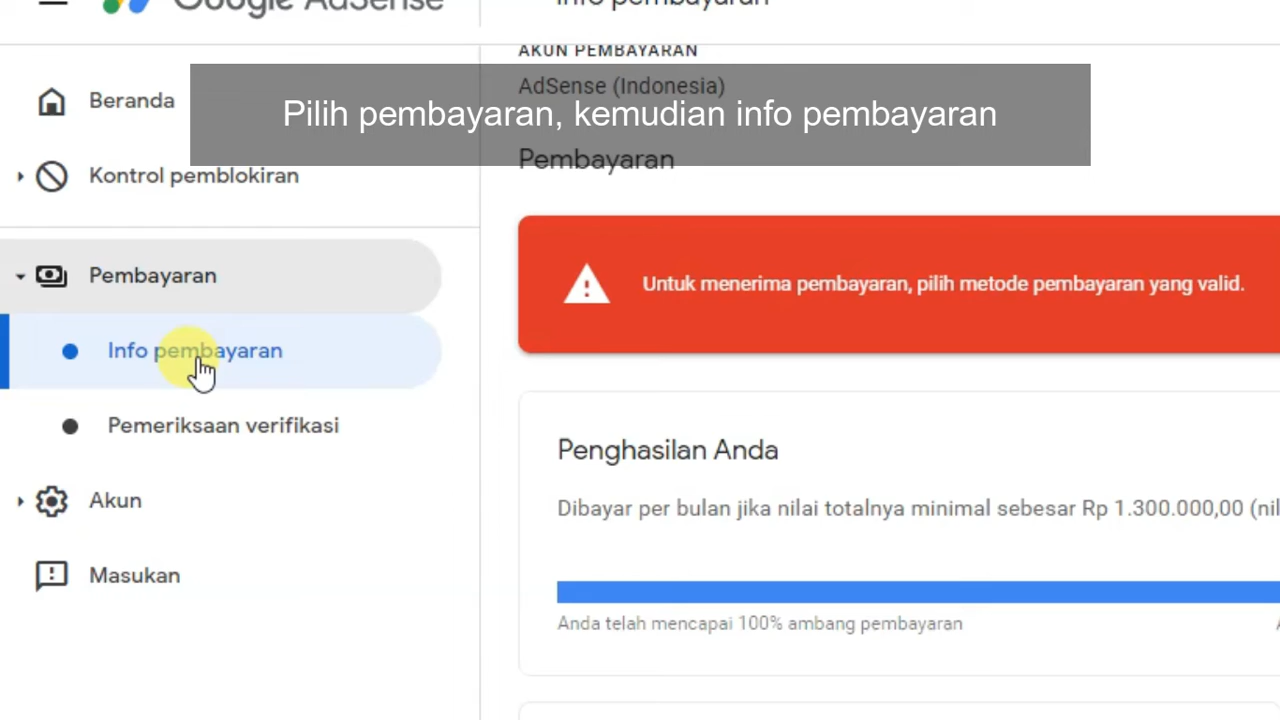 Google AdSense
Info pembayaran
AKUN PEMBAYARAN
AdSense (Indonesia)
Pilih pembayaran, kemudian info pembayaran
Pembayaran
Beranda
Kontrol pemblokiran
Pembayaran
Info pembayaran
Pemeriksaan verifikasi
Akun
Masukan
Untuk menerima pembayaran, pilih metode pembayaran yang valid.
Penghasilan Anda
Dibayar per bulan jika nilai totalnya minimal sebesar Rp 1.300.000,00
Anda telah mencapai 100% ambang pembayaran